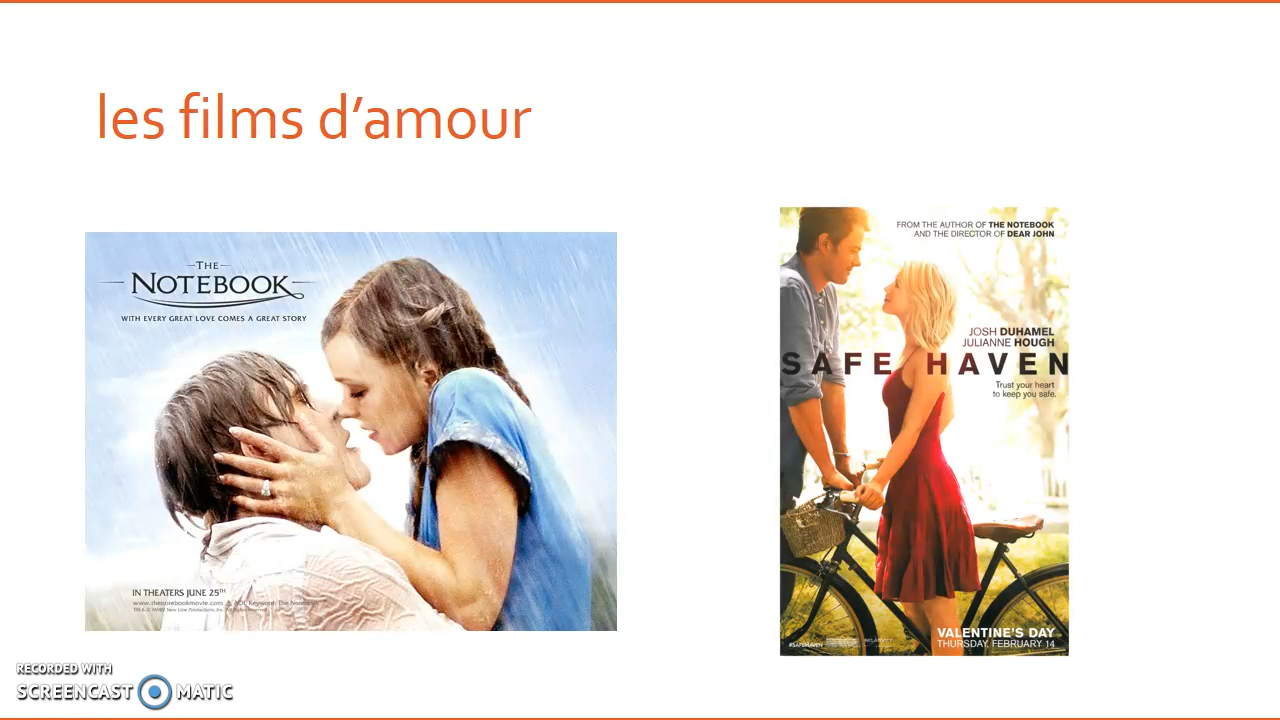 les films d’amour
THE
NOTEBOOK
WITH EVERY GREAT LOVE COMES A GREAT STORY
IN THEATERS JUNE 25TH
FROM THE AUTHOR OF THE NOTEBOOK
AND THE DIRECTOR OF DEAR JOHN
JOSH DUHAMEL
JULIANNE HOUGH
SAFE HAVEN
Trust your heart
to keep you safe.
VALENTINE'S DAY
THURSDAY, FEBRUARY 14
#SAFEHAVEN
RECORDED WITH
SCREENCAST MATIC